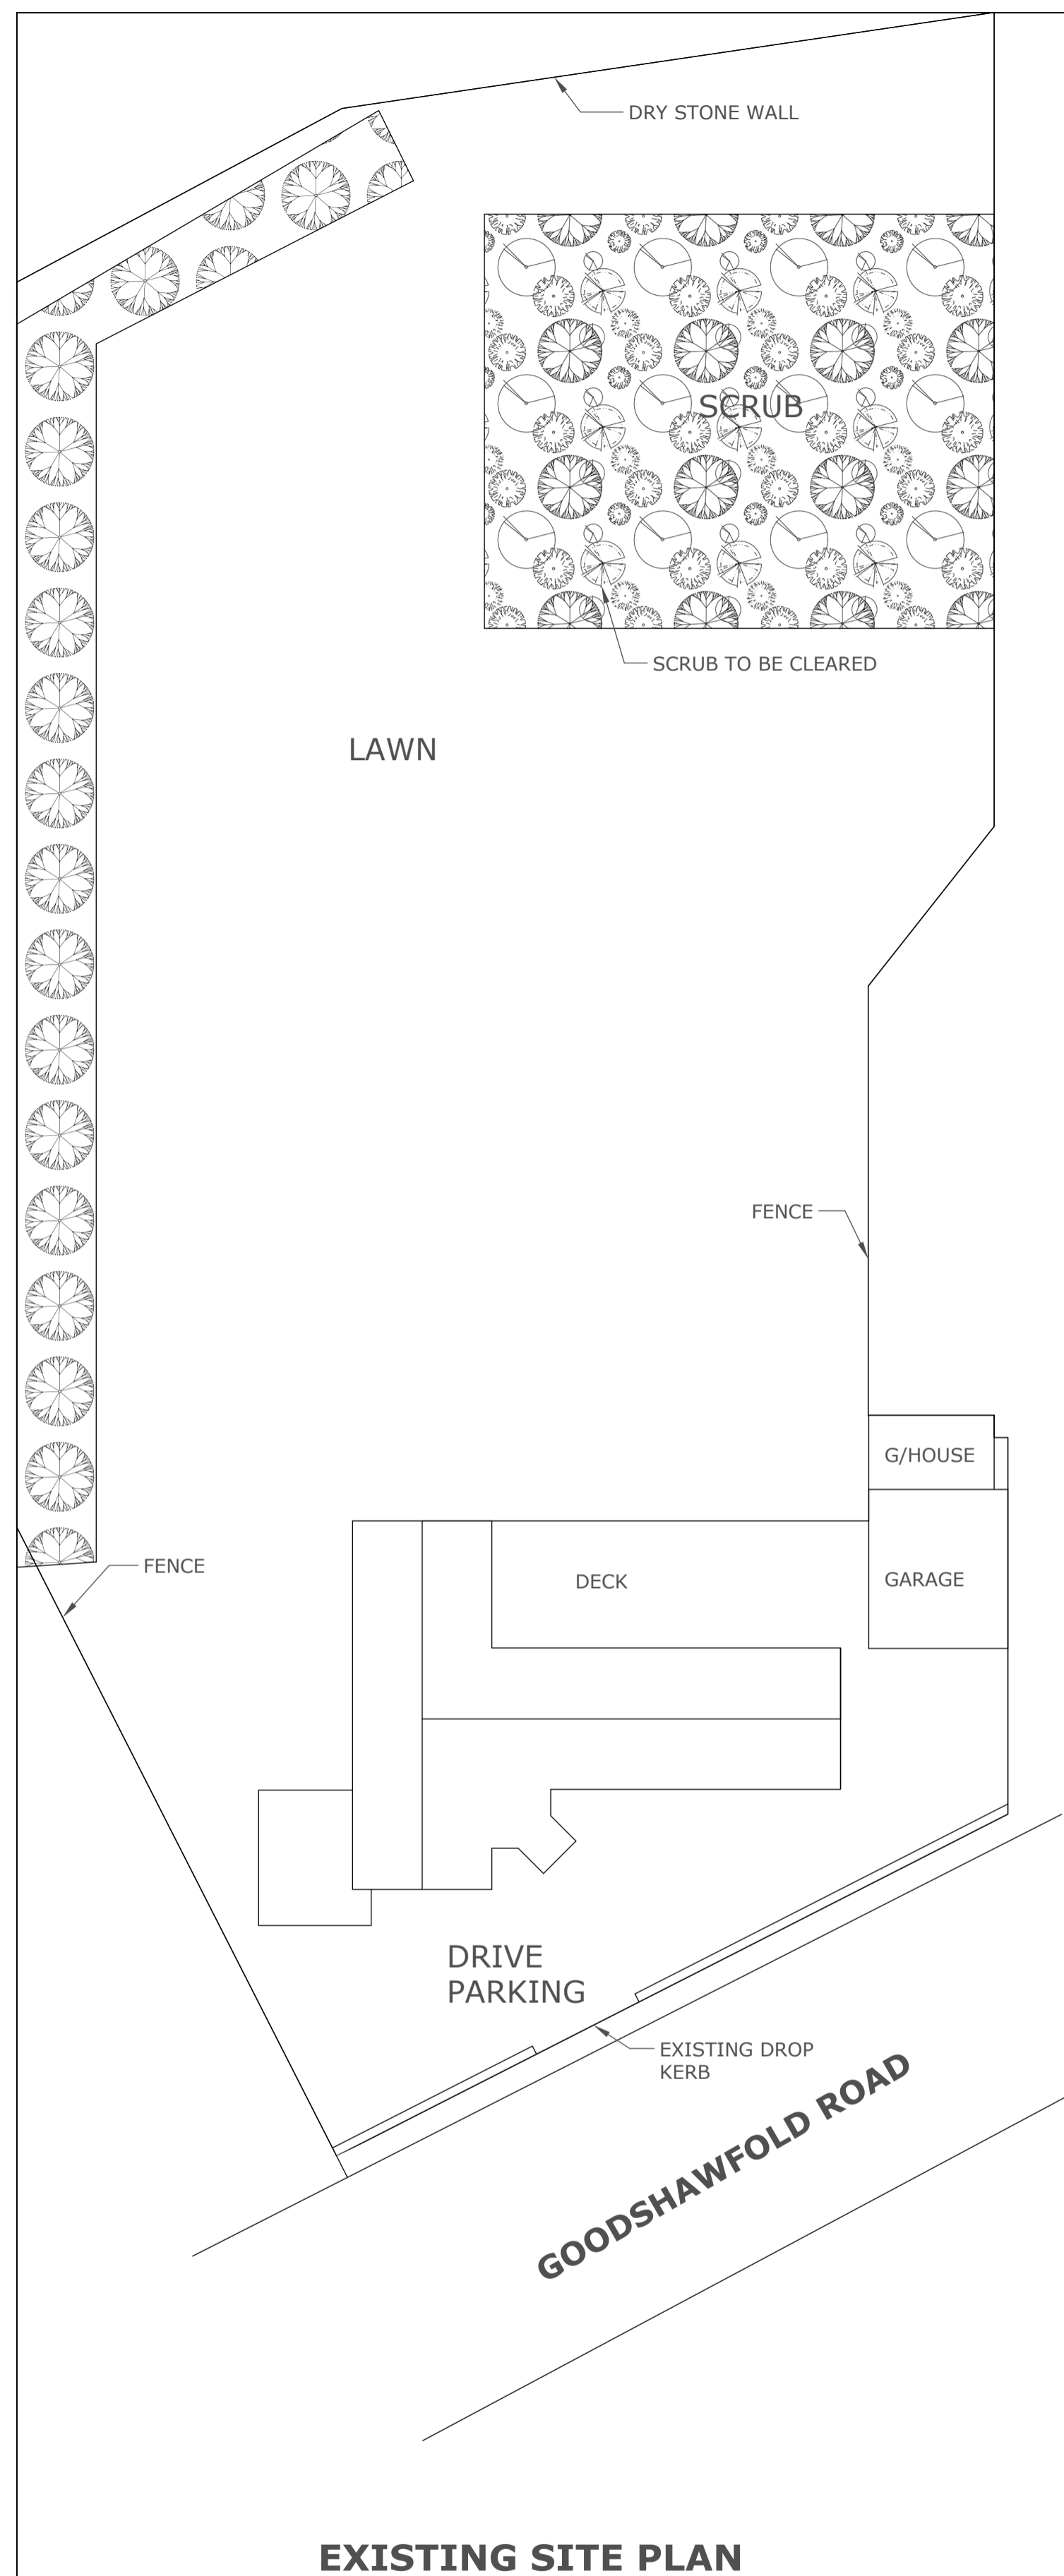 DRY STONE WALL
SCRUB
SCRUB TO BE CLEARED
LAWN
FENCE
G/HOUSE
FENCE
DECK
GARAGE
DRIVE
PARKING
EXISTING DROP
KERB
GOODSHAWFOLD ROAD
EXISTING SITE PLAN